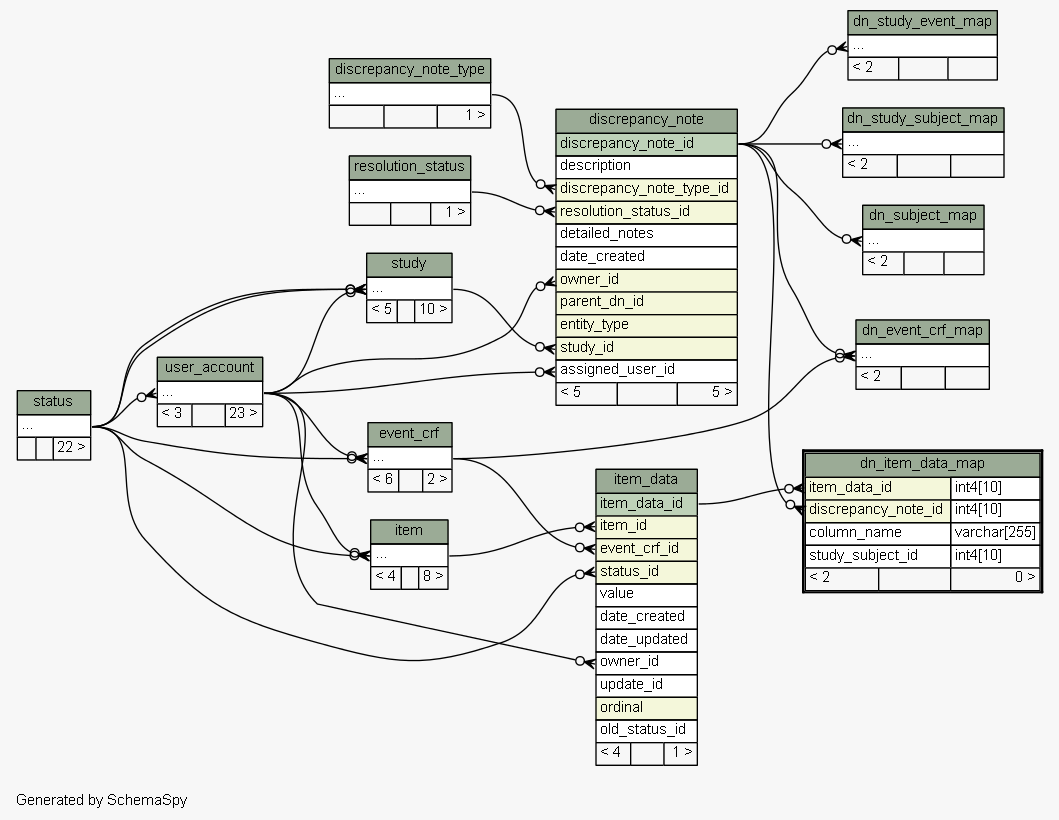 dn_study_event_map
...
< 2
discrepancy_note_type
...
1 >
dn_study_subject_map
...
< 2
discrepancy_note
discrepancy_note_id
description
discrepancy_note_type_id
resolution_status_id
detailed_notes
date_created
owner_id
parent_dn_id
entity_type
study_id
assigned_user_id
< 5 5 >
resolution_status
...
1 >
dn_subject_map
...
< 2
study
...
< 5 10 >
dn_event_crf_map
...
< 2
user_account
...
< 3 23 >
status
...
22 >
event_crf
...
< 6 2 >
dn_item_data_map
item_data_id int4[10]
discrepancy_note_id int4[10]
column_name varchar[255]
study_subject_id int4[10]
< 2 0 >
item_data
item_data_id
item_id
event_crf_id
status_id
value
date_created
date_updated
owner_id
update_id
ordinal
old_status_id
< 4 1 >
item
...
< 4 8 >
Generated by SchemaSpy